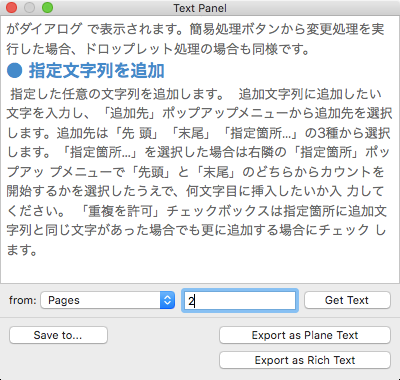 Text Panel
がダイアログ で表示されます。簡易処理ボタンから変更処理を実
行した場合、ドロップレット処理の場合も同様です。
● 指定文字列を追加
指定した任意の文字列を追加します。 追加文字列に追加したい
文字を入力し、「追加先」ポップアップメニューから追加先を選択
します。追加先は「先 頭」「末尾」「指定箇所...」の3種から選択
します。「指定箇所...」を選択した場合は右隣の「指定箇所」ポッ
プアッ プメニューで「先頭」と「末尾」のどちらからカウントを
開始するかを選択したうえで、何文字目に挿入したいか入 力して
ください。 「重複を許可」チェックボックスは指定箇所に追加文
字列と同じ文字があった場合でも更に追加する場合にチェック し
ます。
from: Pages 2 Get Text
Save to... Export as Plane Text
Export as Rich Text